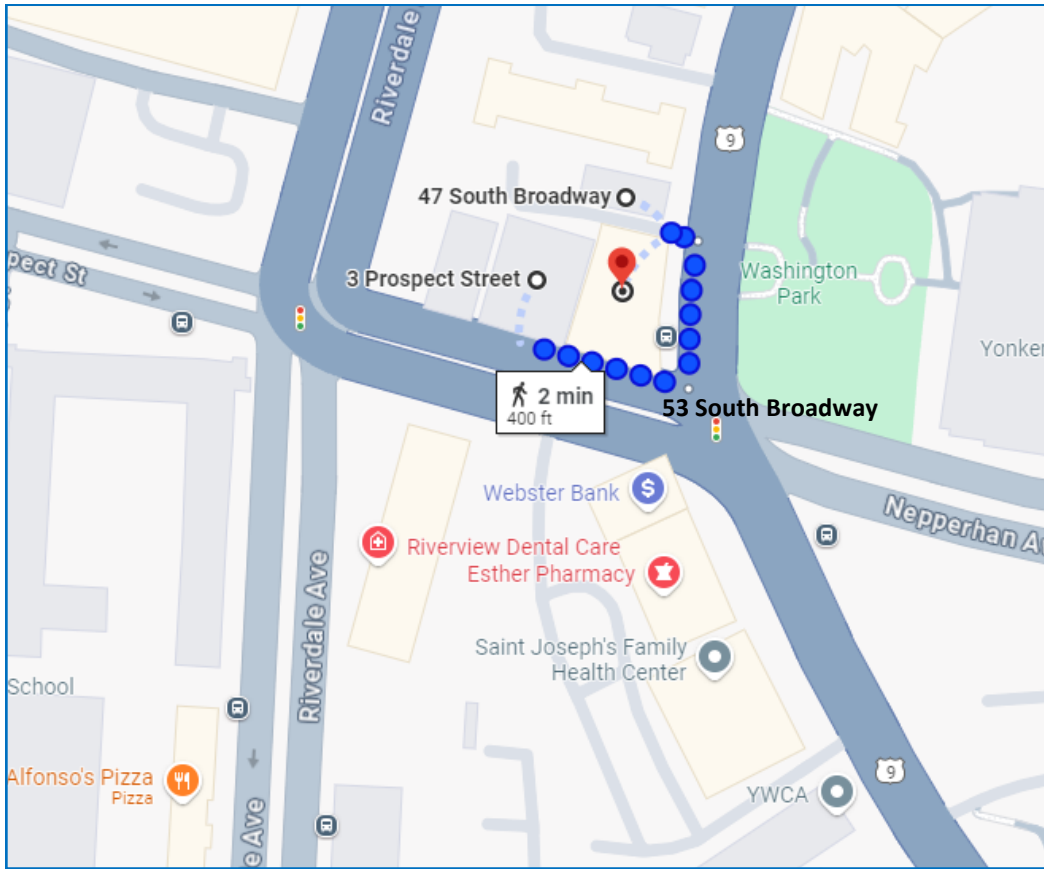 Riverdale
9
47 South Broadway
3 Prospect Street
pect St
Washington
Park
Yonker
2 min
400 ft
53 South Broadway
Webster Bank
$
Nepperhan Av
Riverview Dental Care
Esther Pharmacy
Saint Joseph's Family
Health Center
School
Riverdale Ave
Alfonso's Pizza
Pizza
YWCA
9
e Ave